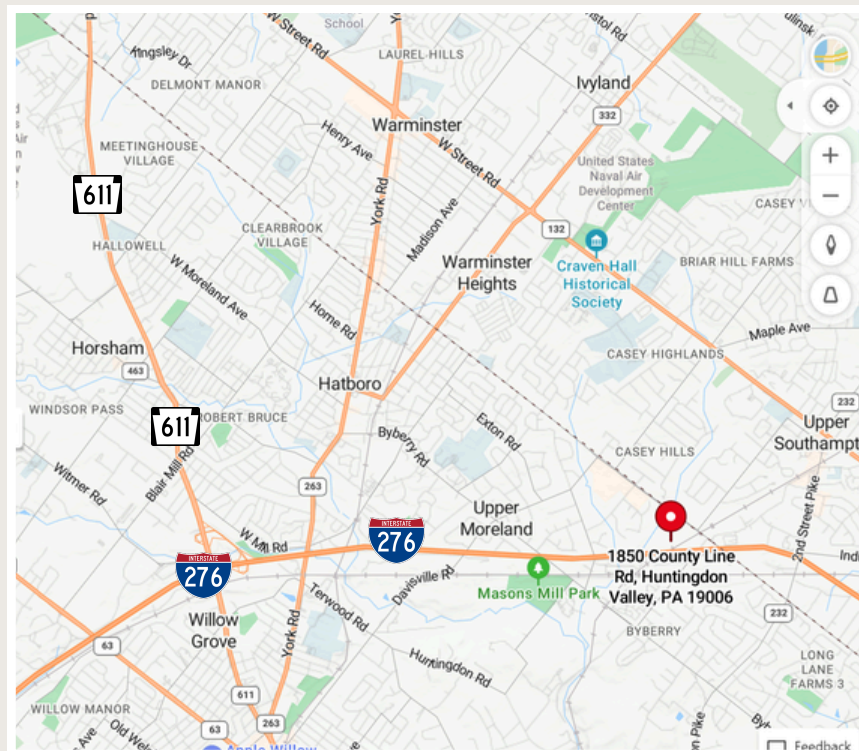 School
W Street Rd
Kingsley Dr
LAUREL HILLS
DELMONT MANOR
Ivyland
332
Warminster
Henry Ave
W Street Rd
United States
Naval Air
Development
Center
MEETINGHOUSE
VILLAGE
611
York Rd
Madison Ave
CASEY
132
CLEARBROOK
VILLAGE
HALLOWELL
W Moreland Ave
Warminster
Heights
Craven Hall
Historical
Society
BRIAR HILL FARMS
Horne Rd
Maple Ave
Horsham
463
CASEY HIGHLANDS
Hatboro
WINDSOR PASS
ROBERT BRUCE
611
232
Upper
Southampt
Exton Rd
Byberry Rd
CASEY HILLS
Blair Mill Rd
Witmer Rd
263
2nd Street Pike
Upper
Moreland
INTERSTATE
276
W Mill Rd
INTERSTATE
276
1850 County Line
Rd, Huntingdon
Valley, PA 19006
Davisville Rd
Masons Mill Park
Terwood Rd
Willow
Grove
232
York Rd
BYBERRY
63
Huntingdon Rd
LONG
LANE
FARMS 3
611
WILLOW MANOR
263
63
Feedback